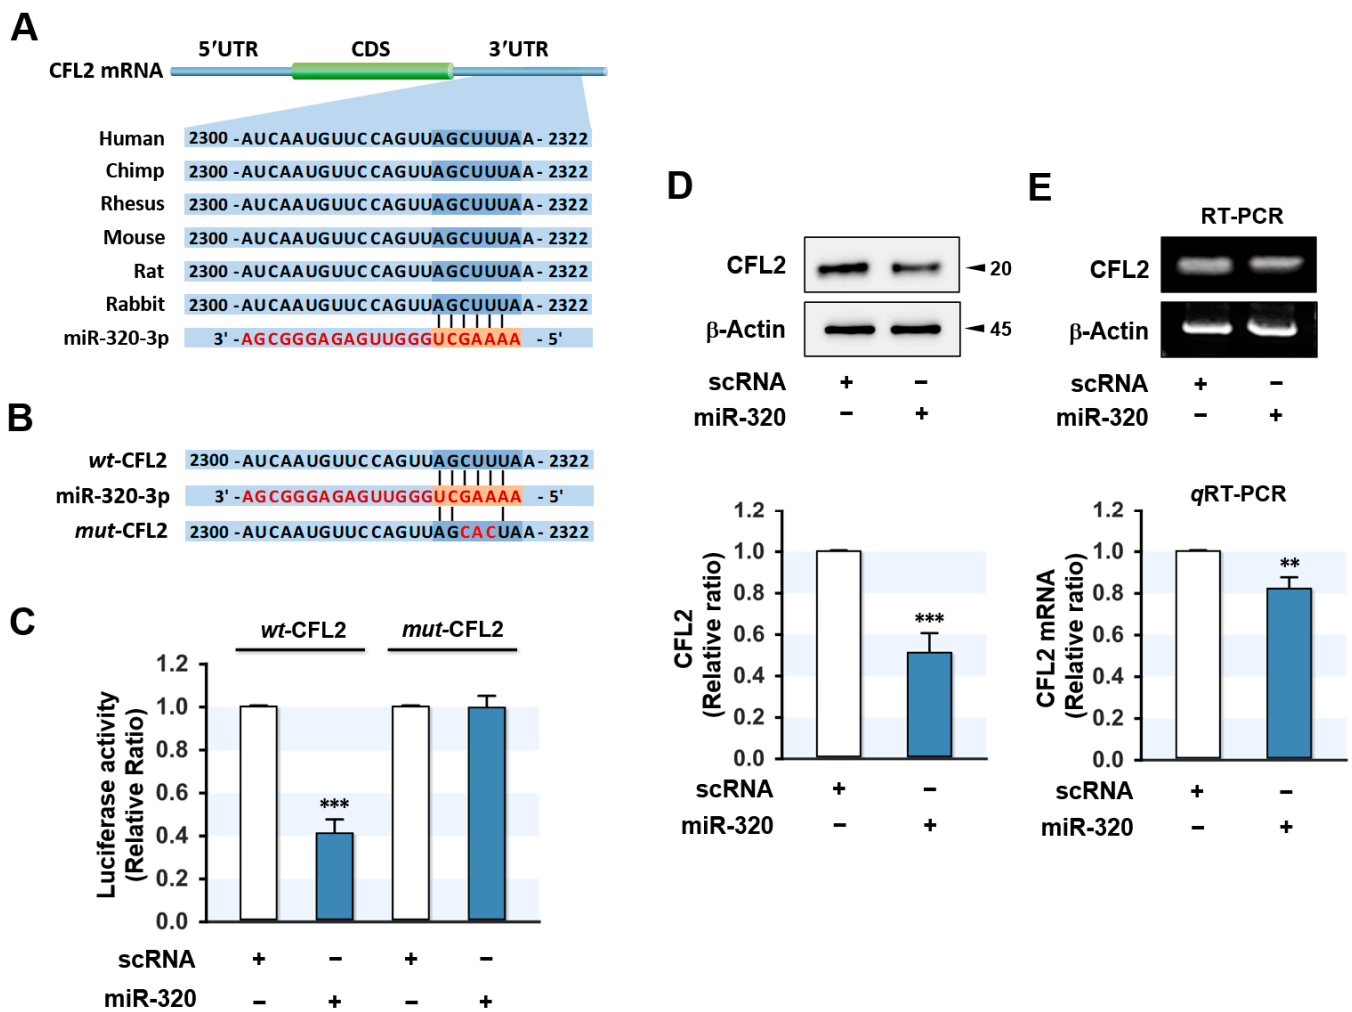 A
5′UTR CDS 3′UTR
CFL2 mRNA
Human 2300 -AUCAAUGUUCCAGUUAGCUUUAA- 2322
Chimp 2300 -AUCAAUGUUCCAGUUAGCUUUAA- 2322
Rhesus 2300 -AUCAAUGUUCCAGUUAGCUUUAA- 2322
Mouse 2300 -AUCAAUGUUCCAGUUAGCUUUAA- 2322
Rat 2300 -AUCAAUGUUCCAGUUAGCUUUAA- 2322
Rabbit 2300 -AUCAAUGUUCCAGUUAGCUUUAA- 2322
miR-320-3p 3' -AGCGGGAGAGUUGGGUCGAAAA - 5'
B
wt-CFL2 2300 -AUCAAUGUUCCAGUUAGCUUUAA- 2322
miR-320-3p 3' -AGCGGGAGAGUUGGGUCGAAAA - 5'
mut-CFL2 2300 -AUCAAUGUUCCAGUUAGCACUAA- 2322
C
wt-CFL2 mut-CFL2
Luciferase activity
(Relative Ratio)
1.2
1.0
0.8
0.6
0.4
0.2
0.0
***
scRNA + − + −
miR-320 − + − +
D
CFL2 20
β-Actin 45
scRNA + −
miR-320 − +
CFL2
(Relative ratio)
1.2
1.0
0.8
0.6
0.4
0.2
0.0
***
scRNA + −
miR-320 − +
E
RT-PCR
CFL2
β-Actin
scRNA + −
miR-320 − +
qRT-PCR
CFL2 mRNA
(Relative ratio)
1.2
1.0
0.8
0.6
0.4
0.2
0.0
**
scRNA + −
miR-320 − +